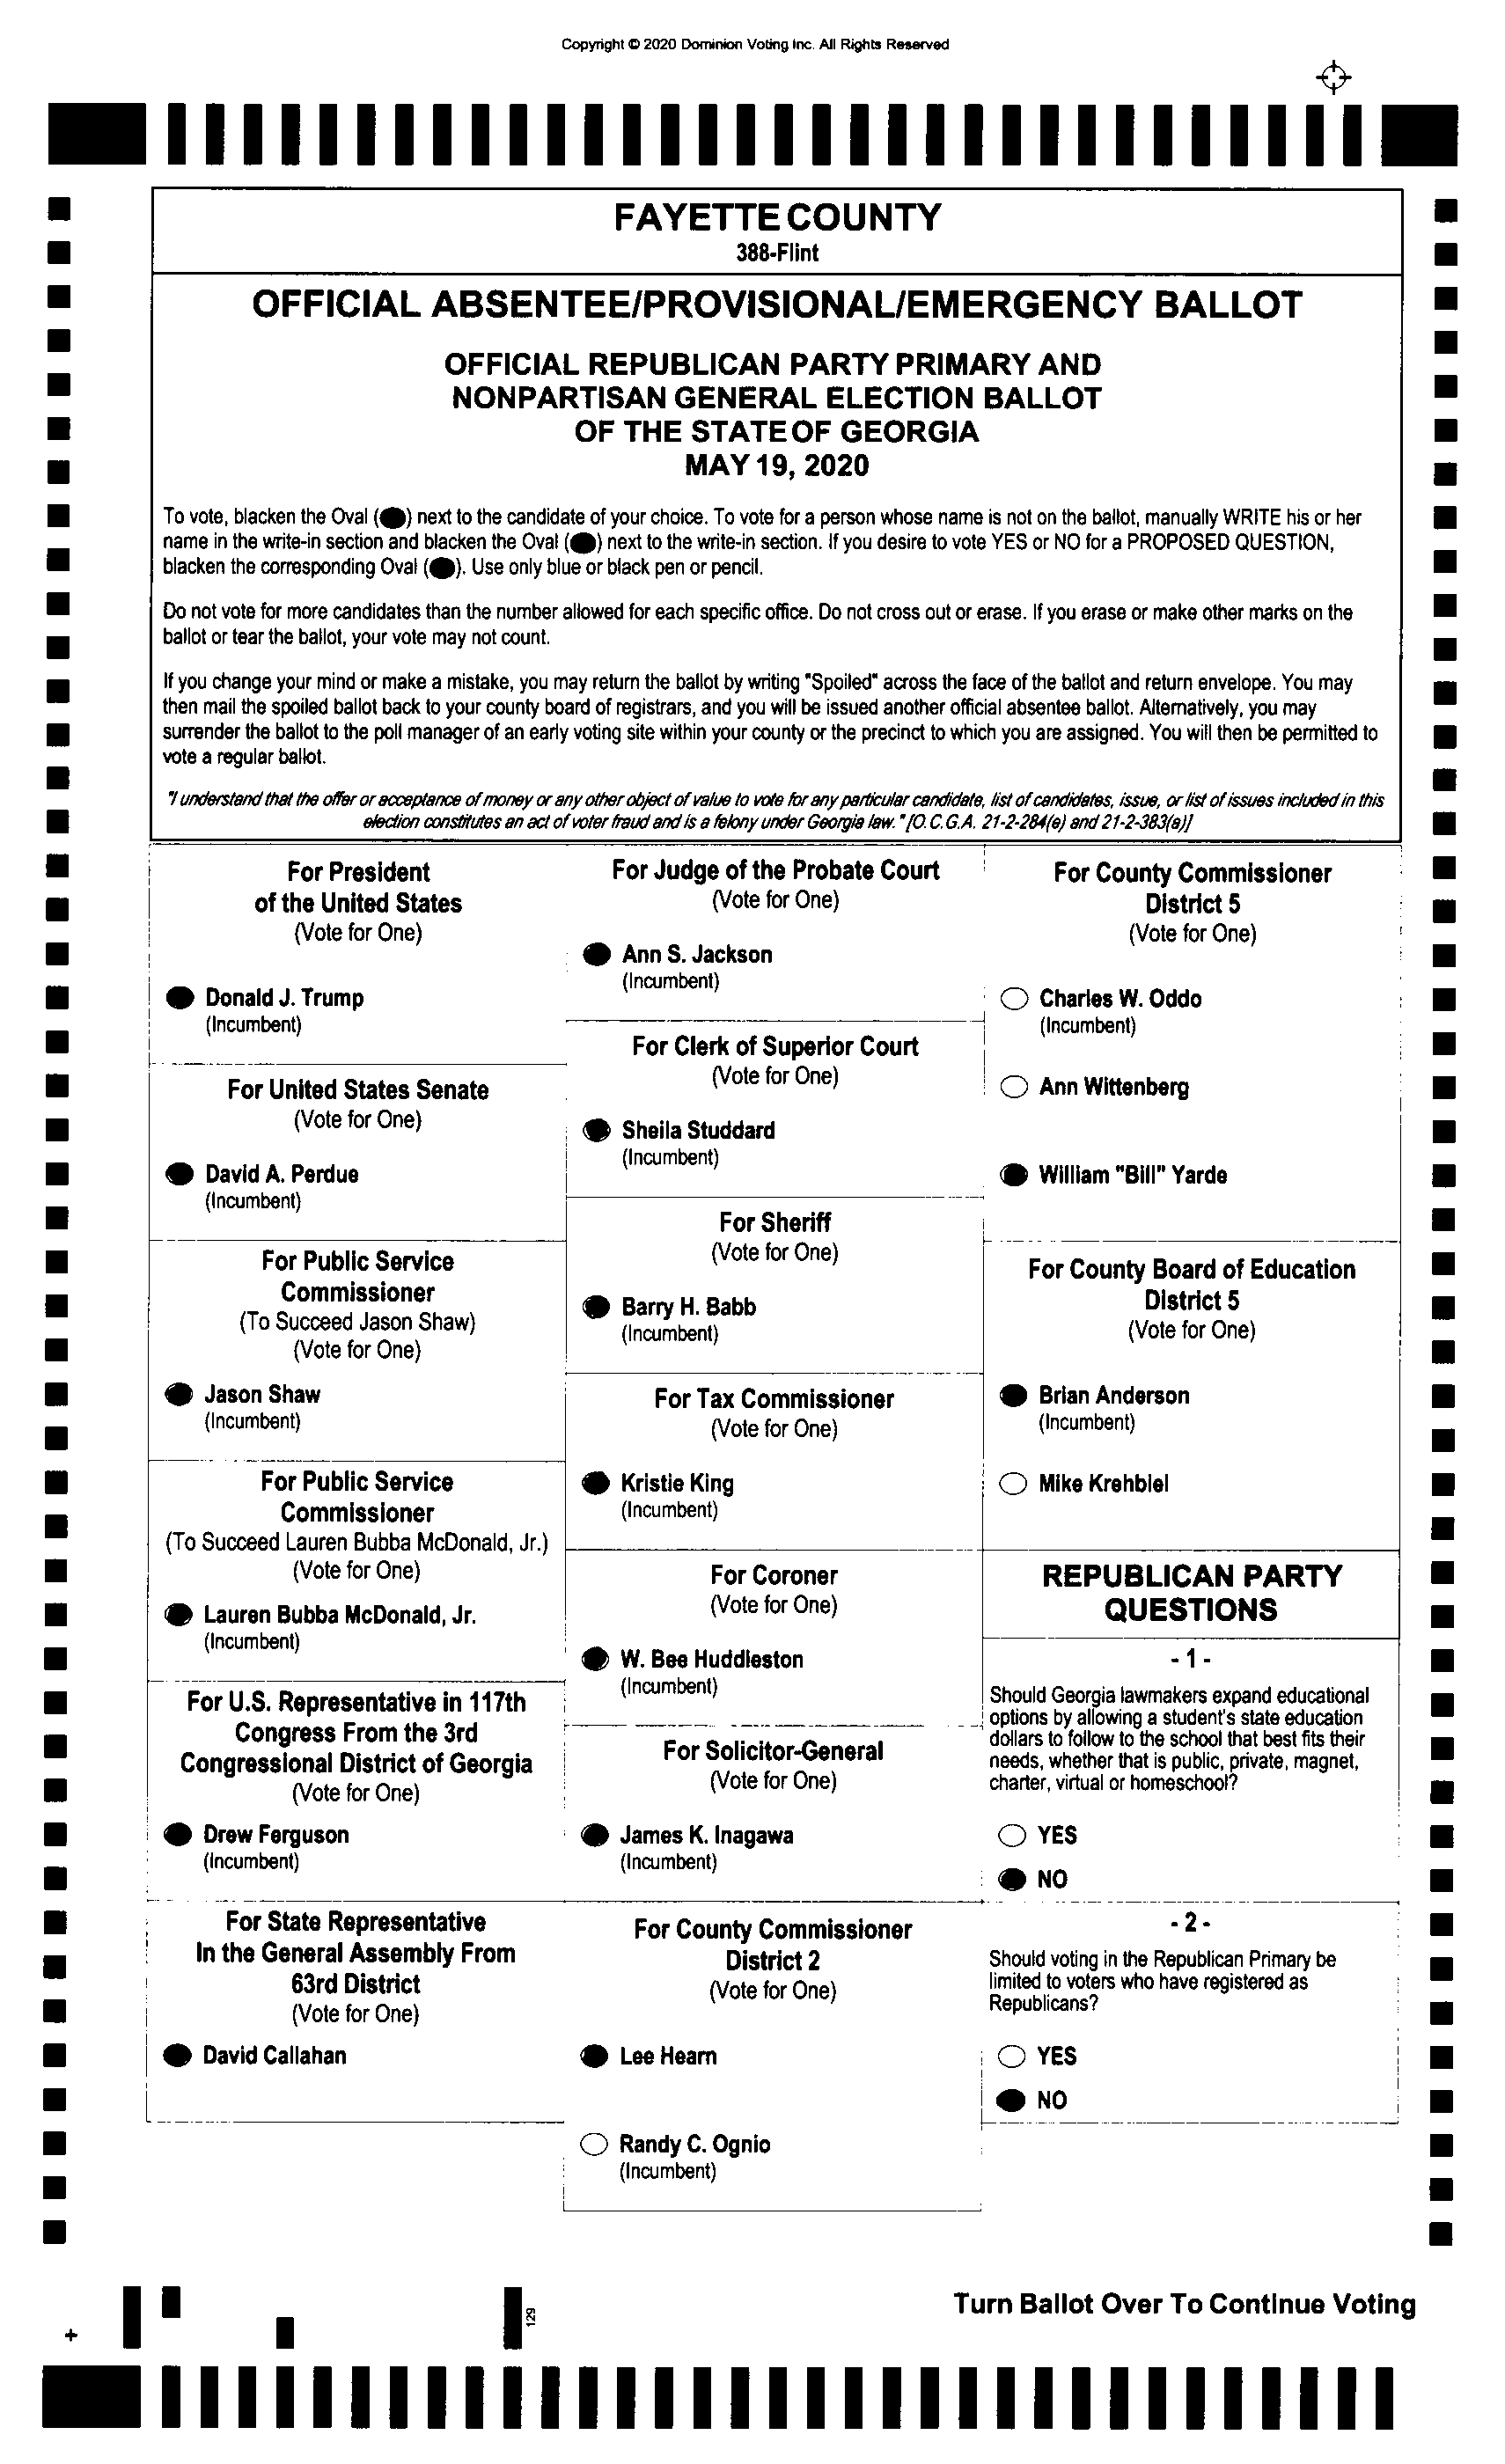 Copyright © 2020 Dominion Voting Inc. All Rights Reserved
FAYETTE COUNTY
388-Flint
OFFICIAL ABSENTEE/PROVISIONAL/EMERGENCY BALLOT
OFFICIAL REPUBLICAN PARTY PRIMARY AND
NONPARTISAN GENERAL ELECTION BALLOT
OF THE STATE OF GEORGIA
MAY 19, 2020
To vote, blacken the Oval (●) next to the candidate of your choice. To vote for a person whose name is not on the ballot, manually WRITE his or her
name in the write-in section and blacken the Oval (●) next to the write-in section. If you desire to vote YES or NO for a PROPOSED QUESTION,
blacken the corresponding Oval (●). Use only blue or black pen or pencil.
Do not vote for more candidates than the number allowed for each specific office. Do not cross out or erase. If you erase or make other marks on the
ballot or tear the ballot, your vote may not count.
If you change your mind or make a mistake, you may return the ballot by writing "Spoiled" across the face of the ballot and return envelope. You may
then mail the spoiled ballot back to your county board of registrars, and you will be issued another official absentee ballot. Alternatively, you may
surrender the ballot to the poll manager of an early voting site within your county or the precinct to which you are assigned. You will then be permitted to
vote a regular ballot.
"I understand that the offer or acceptance of money or any other object of value to vote for any particular candidate, list of candidates, issue, or list of issues included in this
election constitutes an act of voter fraud and is a felony under Georgia law." [O.C.G.A. 21-2-284(e) and 21-2-383(a)]
For President
of the United States
(Vote for One)
Donald J. Trump
(Incumbent)
For United States Senate
(Vote for One)
David A. Perdue
(Incumbent)
For Public Service
Commissioner
(To Succeed Jason Shaw)
(Vote for One)
Jason Shaw
(Incumbent)
For Public Service
Commissioner
(To Succeed Lauren Bubba McDonald, Jr.)
(Vote for One)
Lauren Bubba McDonald, Jr.
(Incumbent)
For U.S. Representative in 117th
Congress From the 3rd
Congressional District of Georgia
(Vote for One)
Drew Ferguson
(Incumbent)
For State Representative
In the General Assembly From
63rd District
(Vote for One)
David Callahan
For Judge of the Probate Court
(Vote for One)
Ann S. Jackson
(Incumbent)
For Clerk of Superior Court
(Vote for One)
Sheila Studdard
(Incumbent)
For Sheriff
(Vote for One)
Barry H. Babb
(Incumbent)
For Tax Commissioner
(Vote for One)
Kristie King
(Incumbent)
For Coroner
(Vote for One)
W. Bee Huddleston
(Incumbent)
For Solicitor-General
(Vote for One)
James K. Inagawa
(Incumbent)
For County Commissioner
District 2
(Vote for One)
Lee Hearn
Randy C. Ognio
(Incumbent)
For County Commissioner
District 5
(Vote for One)
Charles W. Oddo
(Incumbent)
Ann Wittenberg
William "Bill" Yarde
For County Board of Education
District 5
(Vote for One)
Brian Anderson
(Incumbent)
Mike Krehbiel
REPUBLICAN PARTY
QUESTIONS
- 1 -
Should Georgia lawmakers expand educational
options by allowing a student's state education
dollars to follow to the school that best fits their
needs, whether that is public, private, magnet,
charter, virtual or homeschool?
YES
NO
- 2 -
Should voting in the Republican Primary be
limited to voters who have registered as
Republicans?
YES
NO
Turn Ballot Over To Continue Voting
129